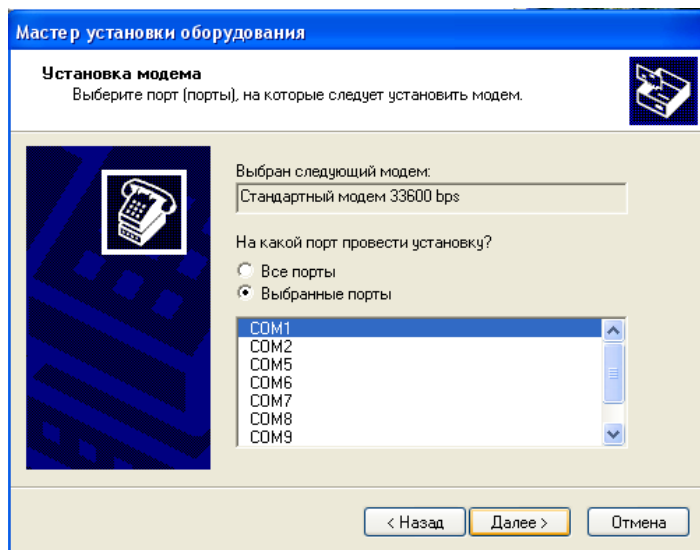 Мастер установки оборудования
Установка модема
Выберите порт (порты), на которые следует установить модем.
Выбран следующий модем:
Стандартный модем 33600 bps
На какой порт провести установку?
Все порты
Выбранные порты
COM1
COM2
COM5
COM6
COM7
COM8
COM9
< Назад
Далее >
Отмена